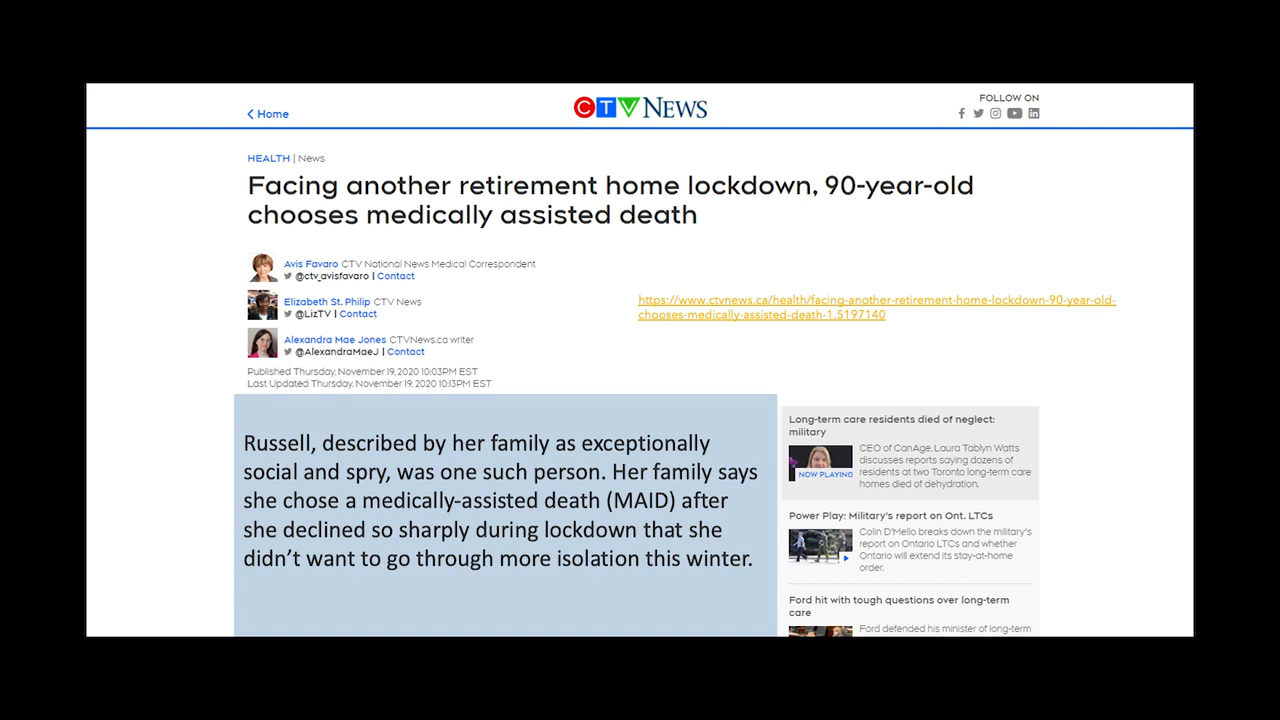 Home
CTV NEWS
FOLLOW ON
HEALTH | News
Facing another retirement home lockdown, 90-year-old
chooses medically assisted death
Avis Favaro CTV National News Medical Correspondent
@ctv_avisfavaro | Contact
Elizabeth St. Philip CTV News
@LizTV | Contact
Alexandra Mae Jones CTVNews.ca writer
@AlexandraMaeJ | Contact
Published Thursday, November 19, 2020 10:03PM EST
Last Updated Thursday, November 19, 2020 10:13PM EST
https://www.ctvnews.ca/health/facing-another-retirement-home-lockdown-90-year-old-
chooses-medically-assisted-death-1.5197140
Russell, described by her family as exceptionally
social and spry, was one such person. Her family says
she chose a medically-assisted death (MAID) after
she declined so sharply during lockdown that she
didn’t want to go through more isolation this winter.
Long-term care residents died of neglect:
military
NOW PLAYING
CEO of CanAge, Laura Tablyn Watts
discusses reports saying dozens of
residents at two Toronto long-term care
homes died of dehydration.
Power Play: Military's report on Ont. LTCs
Colin D'Mello breaks down the military's
report on Ontario LTCs and whether
Ontario will extend its stay-at-home
order.
Ford hit with tough questions over long-term
care
Ford defended his minister of long-term